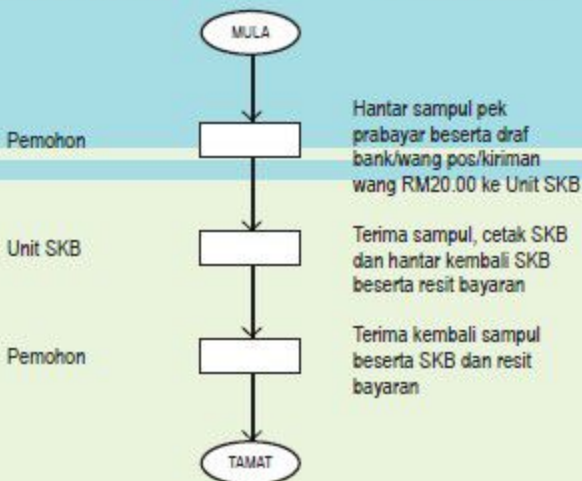 MULA
Pemohon
Hantar sampul pek
prabayar beserta draf
bank/wang pos/kiriman
wang RM20.00 ke Unit SKB
Unit SKB
Terima sampul, cetak SKB
dan hantar kembali SKB
beserta resit bayaran
Pemohon
Terima kembali sampul
beserta SKB dan resit
bayaran
TAMAT